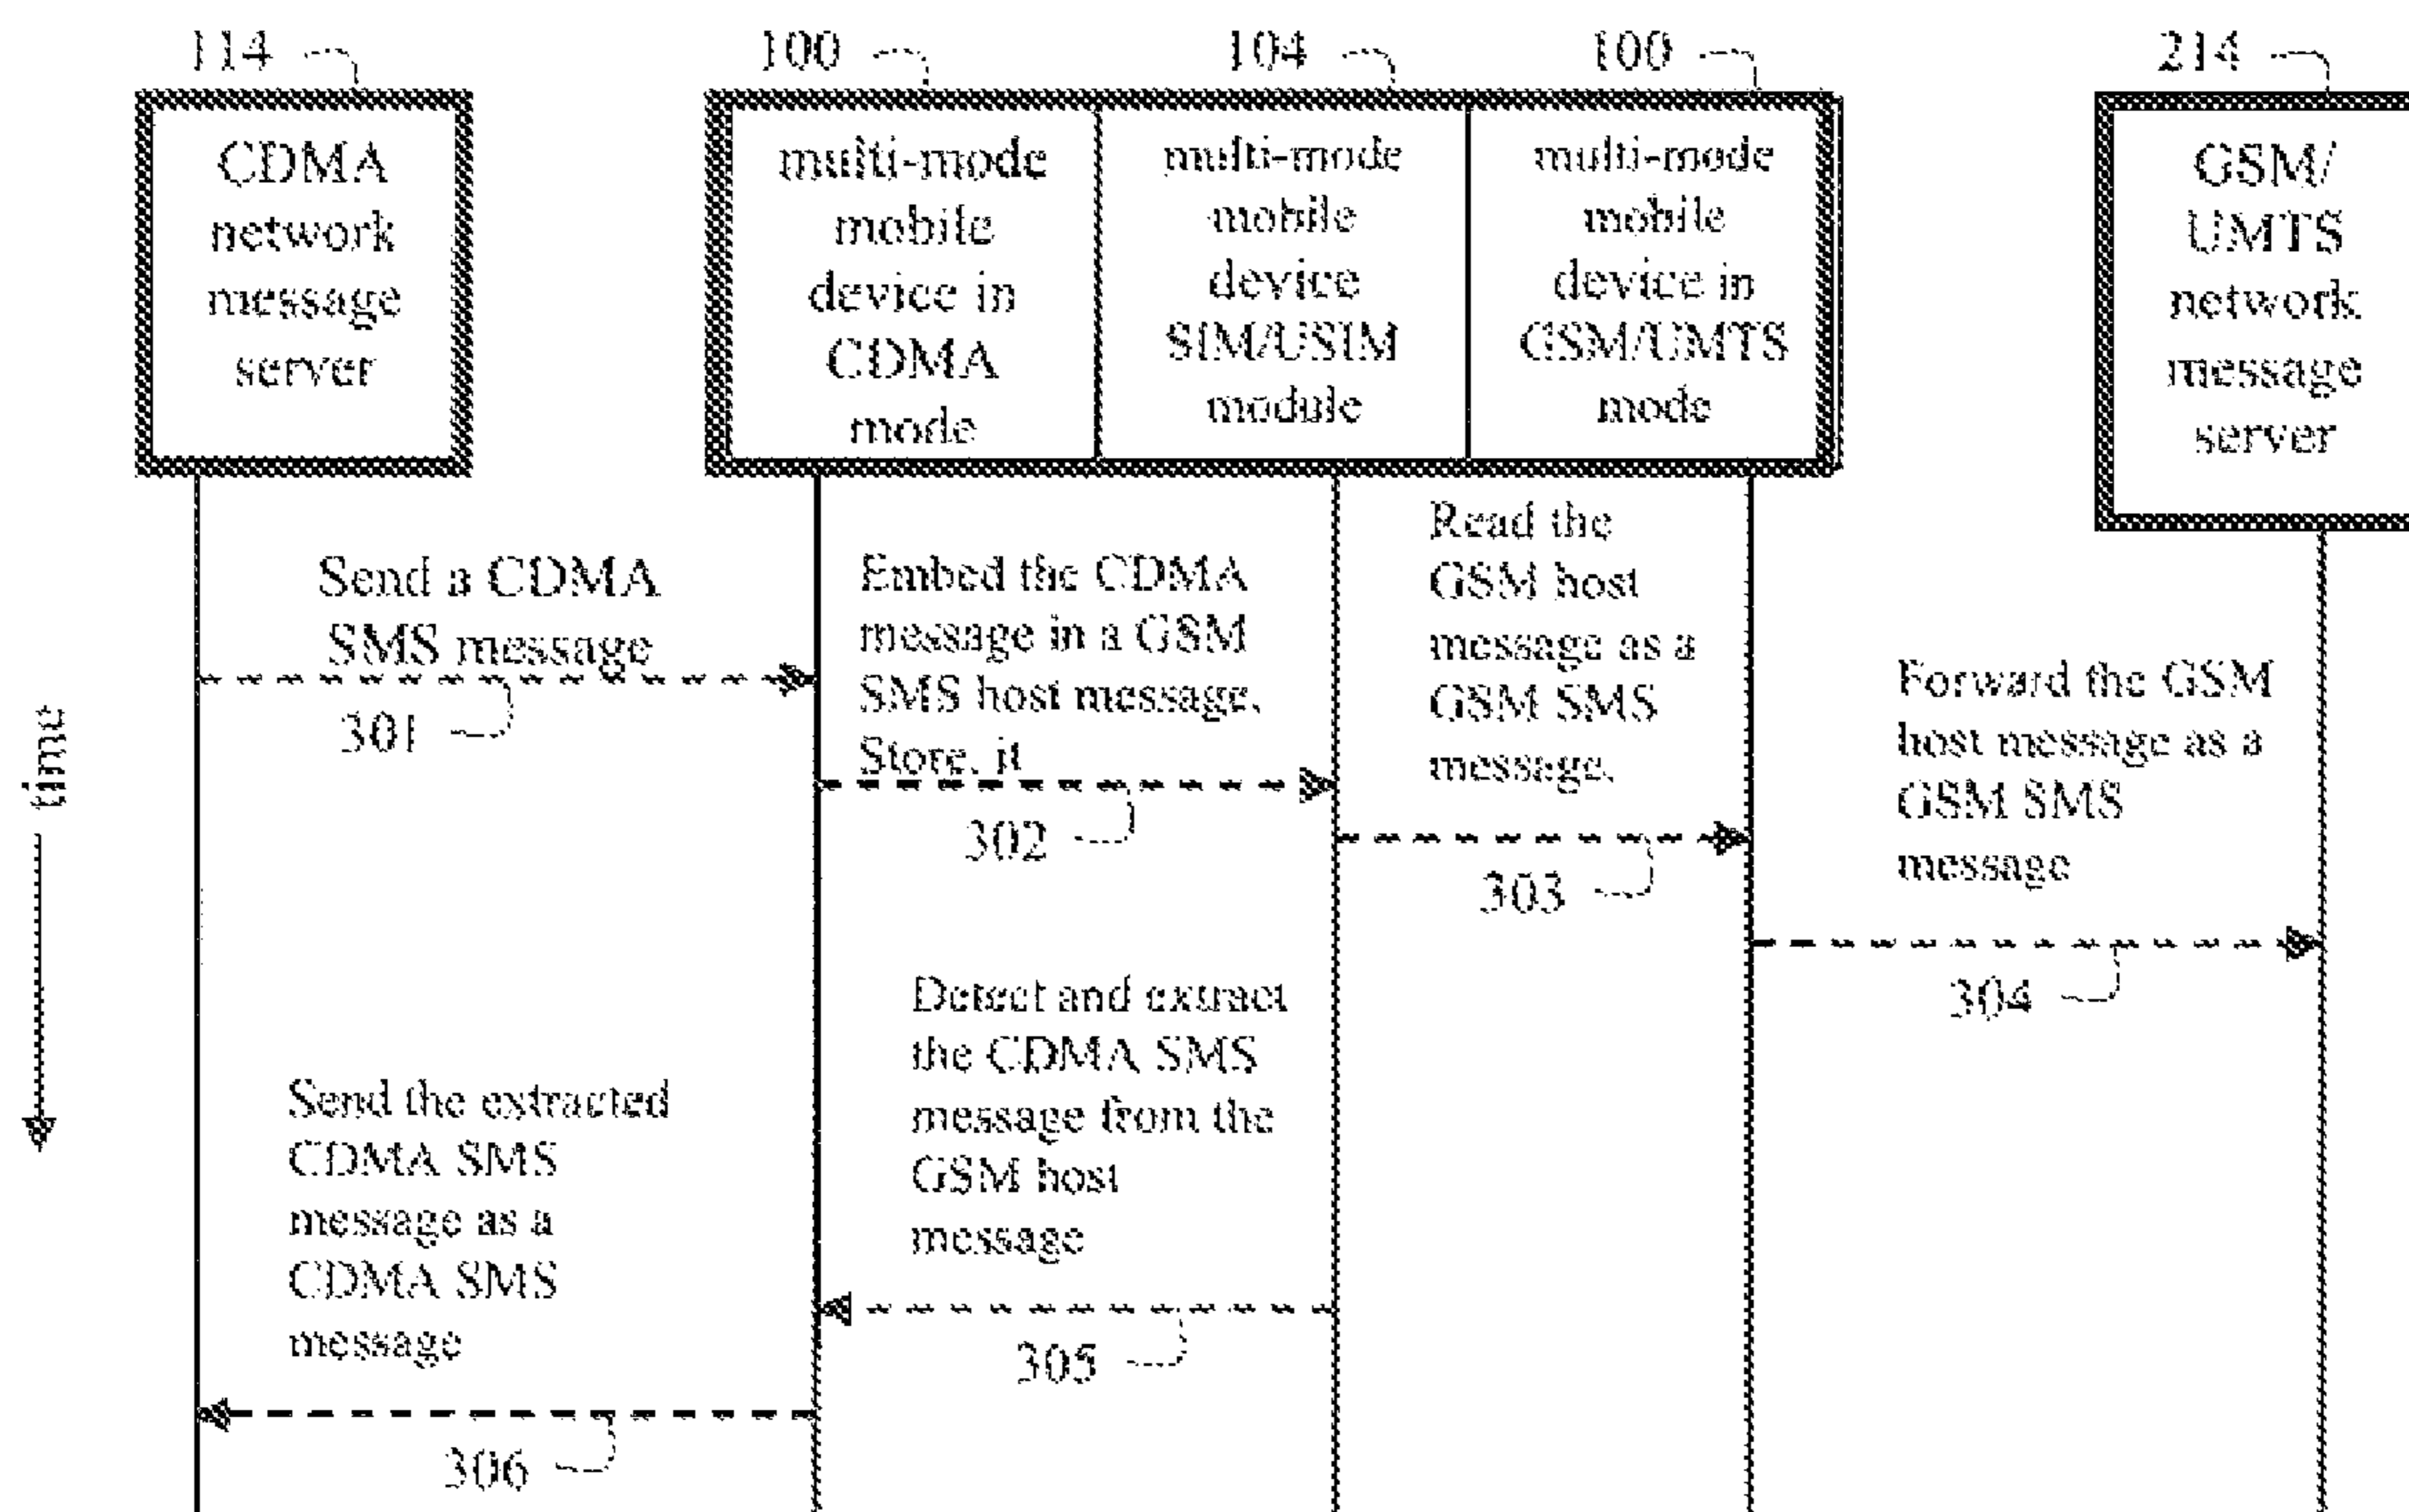 114
100
104
100
214
CDMA
network
message
server
multi-mode
mobile
device in
CDMA
mode
multi-mode
mobile
device
SIM/USIM
module
multi-mode
mobile
device in
GSM/UMTS
mode
GSM/
UMTS
network
message
server
time
Send a CDMA
SMS message
301
Embed the CDMA
message in a GSM
SMS host message.
Store. it
302
Read the
GSM host
message as a
GSM SMS
message.
303
Forward the GSM
host message as a
GSM SMS
message
304
Detect and extract
the CDMA SMS
message from the
GSM host
message
305
Send the extracted
CDMA SMS
message as a
CDMA SMS
message
306